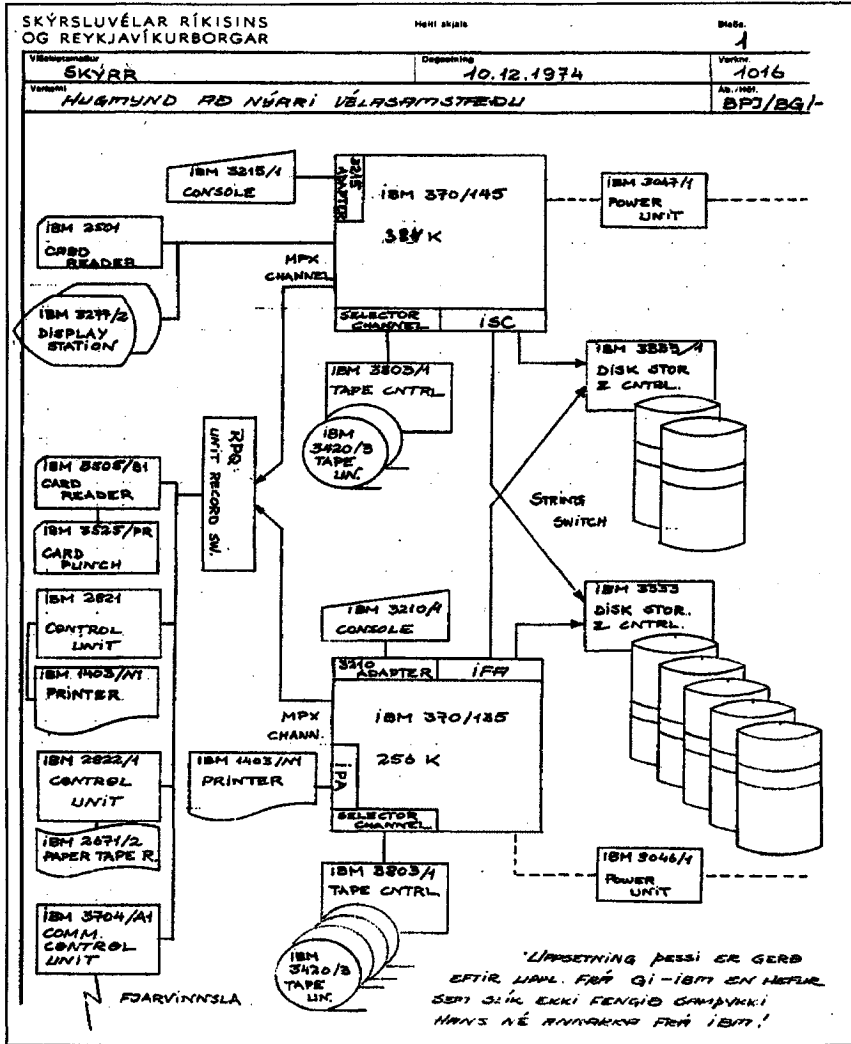 SKÝRSLUVÉLAR RÍKISINS
OG REYKJAVÍKURBORGAR
Heiti skjals
Blaðs.
1
Dagsetning
Verknr.
SKÝRR
10.12.1974
1016
Verkefni
HUGMYND AÐ NÝRRI VÉLASAMSTÆÐU
BPJ/BG/-
IBM 3215/1
CONSOLE
3215
ADAPTOR
IBM 370/145
384 K
IBM 3047/1
POWER
UNIT
IBM 2501
CARD
READER
MPX
CHANNEL
IBM 3277/2
DISPLAY
STATION
SELECTOR
CHANNEL
ISC
IBM 3803/1
TAPE CNTRL
IBM
3420/3
TAPE
UN.
IBM 3333/1
DISK STOR
& CNTRL.
RPQ:
UNIT RECORD SW.
STRING
SWITCH
IBM 3505/B1
CARD
READER
IBM 3525/PR
CARD
PUNCH
IBM 2821
CONTROL
UNIT
IBM 1403/N1
PRINTER
IBM 2822/1
CONTROL
UNIT
IBM 2671/2
PAPER TAPE R.
IBM 3704/A1
COMM.
CONTROL
UNIT
FJARVINNSLA
IBM 3210/1
CONSOLE
IBM 3333
DISK STOR.
& CNTRL.
3210
ADAPTER
IFA
MPX
CHANN.
IBM 370/135
256 K
IBM 1403/N1
PRINTER
IPA
SELECTOR
CHANNEL
IBM 3803/1
TAPE CNTRL
IBM
3420/3
TAPE
UN.
IBM 3046/1
POWER
UNIT
UPPSETNING ÞESSI ER GERÐ
EFTIR UPPL. FRÁ GI-IBM EN HEFUR
SEM SLÍK EKKI FENGIÐ SAMÞYKKI
HANS NÉ ANNARRA FRÁ IBM!